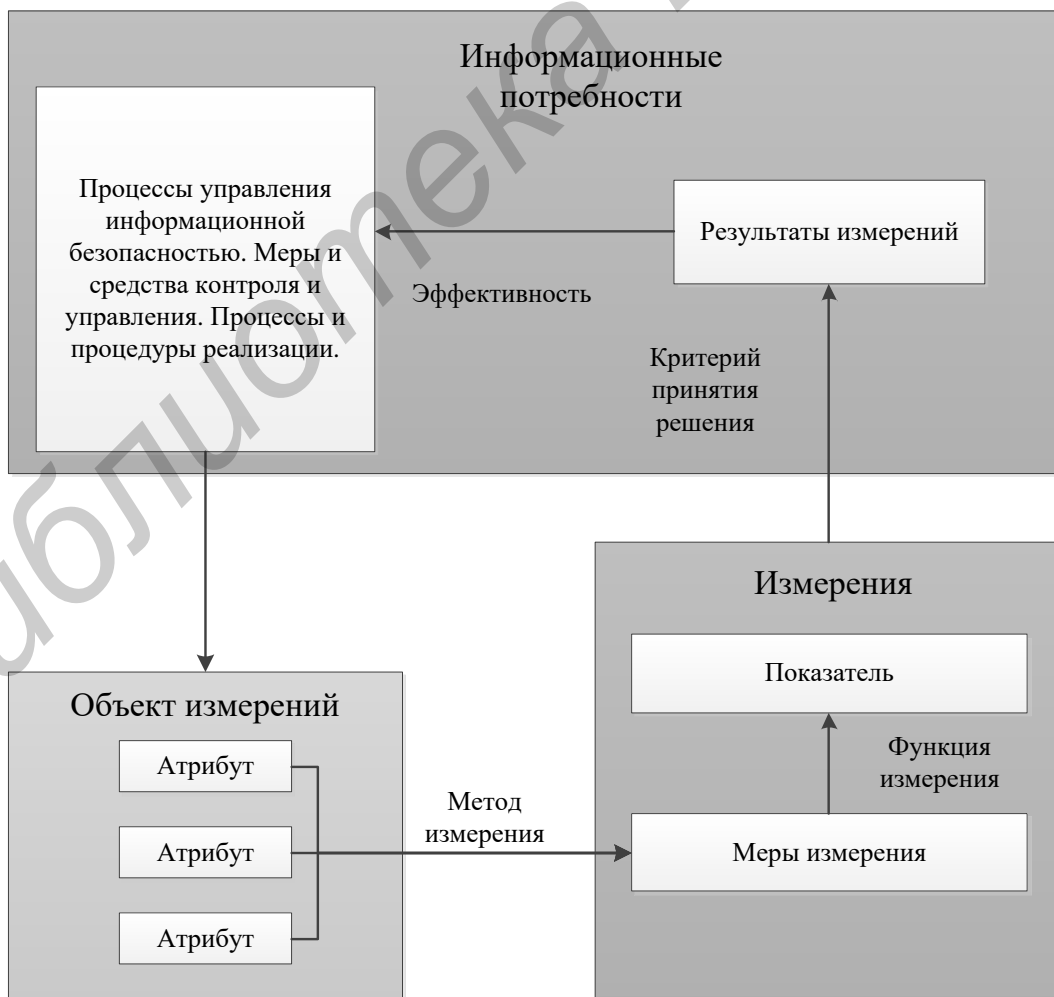 Информационные
потребности
Процессы управления
информационной
безопасностью. Меры и
средства контроля и
управления. Процессы и
процедуры реализации.
Результаты измерений
Эффективность
Критерий
принятия
решения
Измерения
Показатель
Функция
измерения
Меры измерения
Объект измерений
Атрибут
Атрибут
Атрибут
Метод
измерения